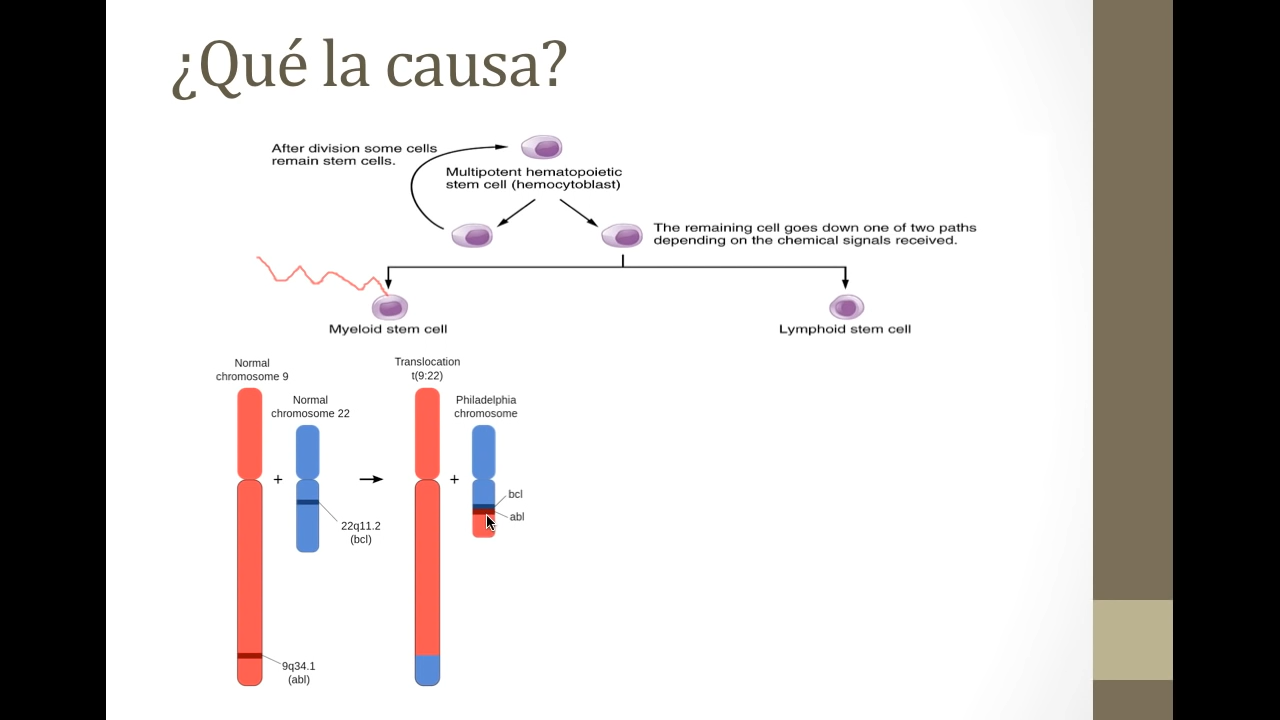 ¿Qué la causa?
After division some cells
remain stem cells.
Multipotent hematopoietic
stem cell (hemocytoblast)
The remaining cell goes down one of two paths
depending on the chemical signals received.
Myeloid stem cell
Lymphoid stem cell
Normal
chromosome 9
Normal
chromosome 22
+
22q11.2
(bcl)
9q34.1
(abl)
Translocation
t(9:22)
+
Philadelphia
chromosome
bcl
abl